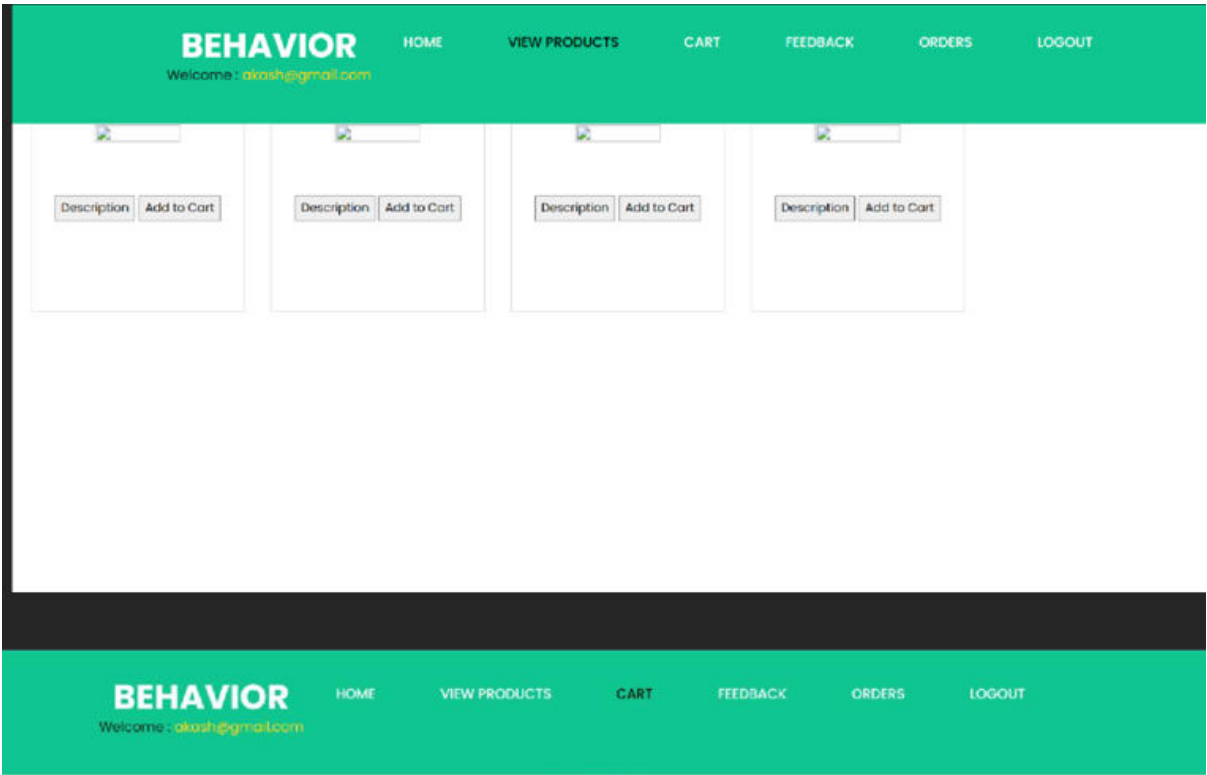 BEHAVIOR HOME VIEW PRODUCTS CART FEEDBACK ORDERS LOGOUT
Welcome : akash@gmail.com
Description Add to Cart Description Add to Cart Description Add to Cart Description Add to Cart
BEHAVIOR HOME VIEW PRODUCTS CART FEEDBACK ORDERS LOGOUT
Welcome : akash@gmail.com